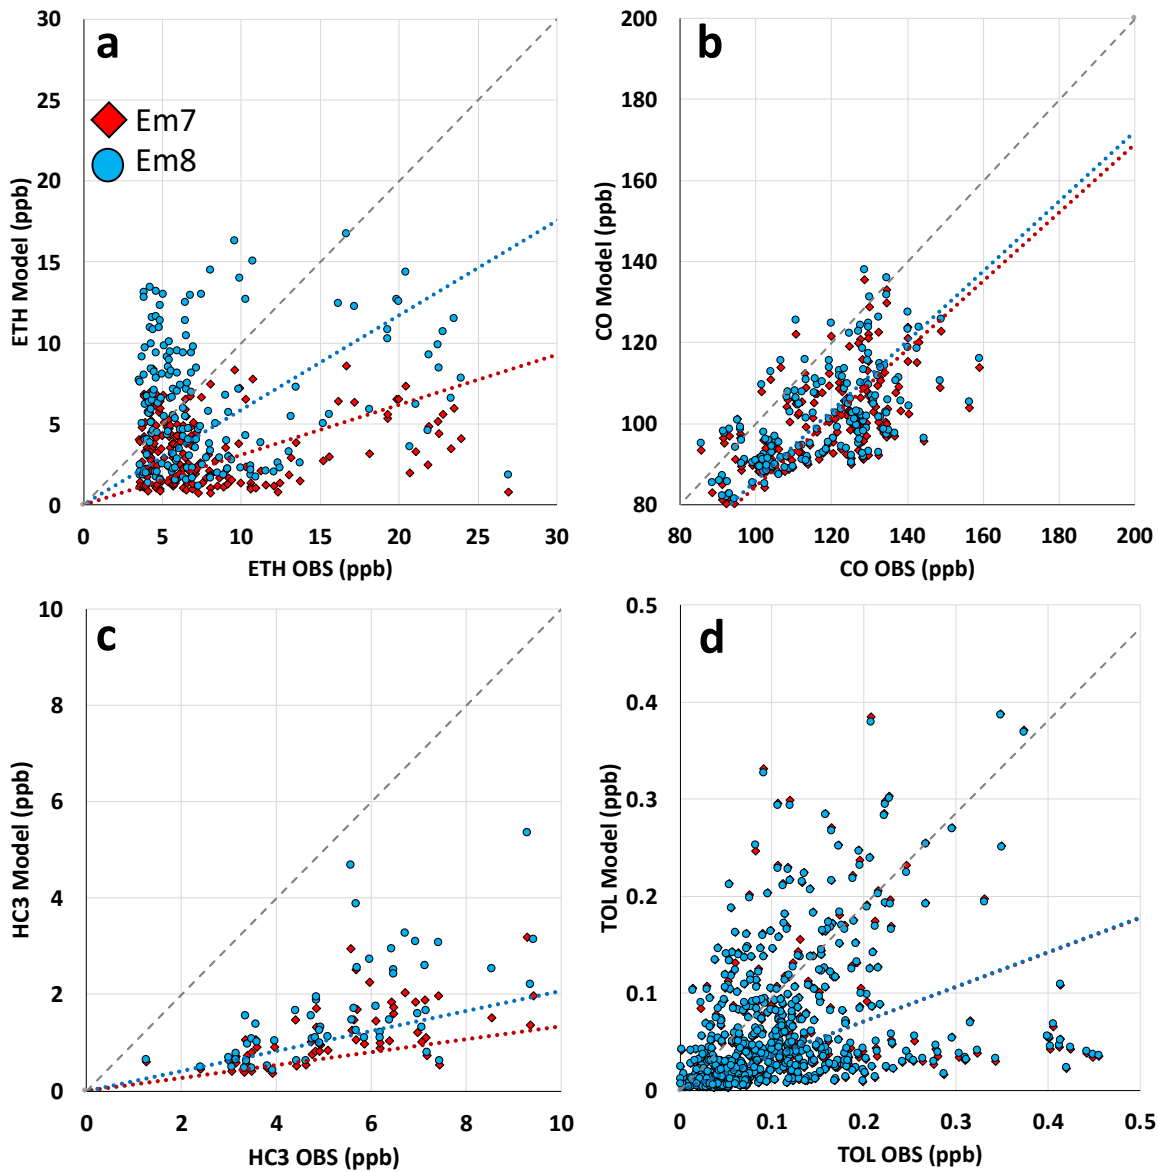 a
30
25
20
15
10
5
0
ETH Model (ppb)
Em7
Em8
0 5 10 15 20 25 30
ETH OBS (ppb)
b
200
180
160
140
120
100
80
CO Model (ppb)
80 100 120 140 160 180 200
CO OBS (ppb)
c
10
8
6
4
2
0
HC3 Model (ppb)
0 2 4 6 8 10
HC3 OBS (ppb)
d
0.5
0.4
0.3
0.2
0.1
0
TOL Model (ppb)
0 0.1 0.2 0.3 0.4 0.5
TOL OBS (ppb)